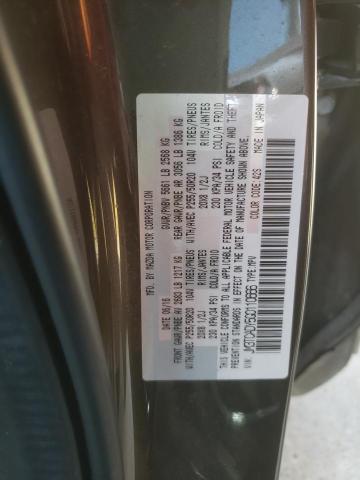 MFD. BY MAZDA MOTOR CORPORATION
DATE: 06/16
GVWR/PNBV 5661 LB 2568 KG
FRONT GAWR/PNBE AV 2683 LB 1217 KG
REAR GAWR/PNBE AR 3056 LB 1386 KG
WITH/AVEC P255/50R20 104V TIRES/PNEUS
WITH/AVEC P255/50R20 104V TIRES/PNEUS
20X8 1/2J RIMS/JANTES
20X8 1/2J RIMS/JANTES
230 KPA/34 PSI COLD/A FROID
230 KPA/34 PSI COLD/A FROID
THIS VEHICLE CONFORMS TO ALL APPLICABLE FEDERAL MOTOR VEHICLE SAFETY AND THEFT PREVENTION STANDARDS IN EFFECT ON THE DATE OF MANUFACTURE SHOWN ABOVE.
TYPE: MPV
COLOR CODE: 42S
MADE IN JAPAN